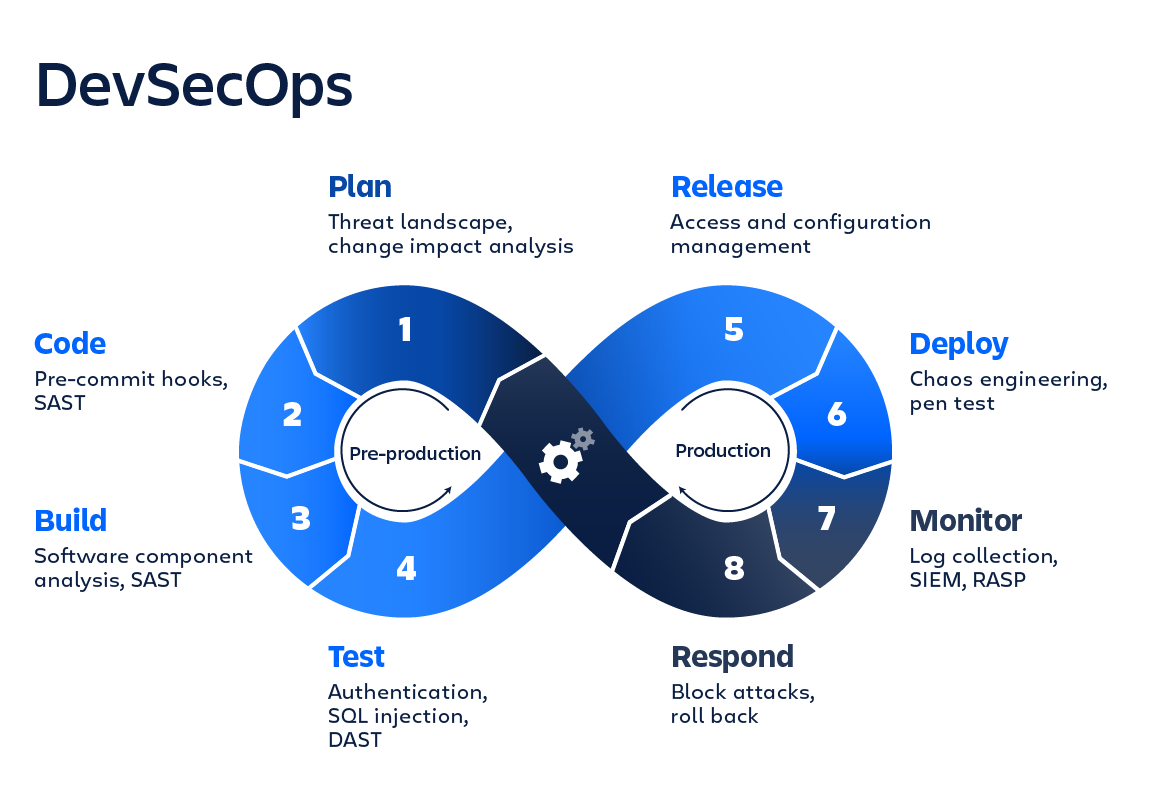 DevSecOps
Plan
Threat landscape,
change impact analysis
Release
Access and configuration
management
1
5
Code
Pre-commit hooks,
SAST
2
6
Deploy
Chaos engineering,
pen test
Pre-production
Production
Build
Software component
analysis, SAST
3
7
Monitor
Log collection,
SIEM, RASP
4
8
Test
Authentication,
SQL injection,
DAST
Respond
Block attacks,
roll back